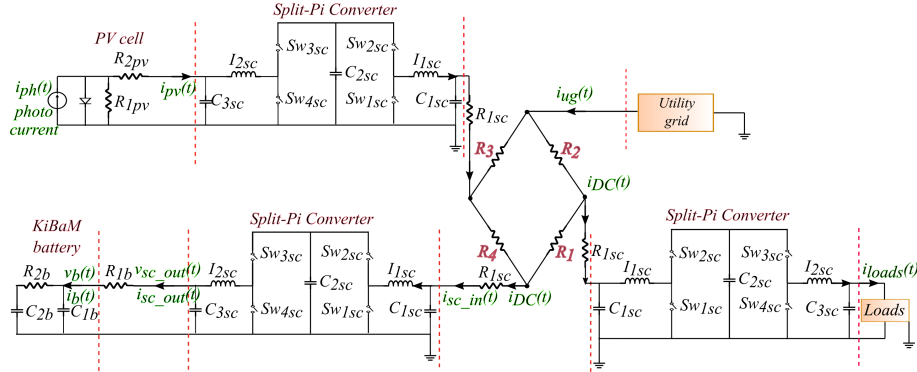 Split-Pi Converter
PV cell
R2pv
I2sc
Sw3sc
Sw2sc
I1sc
iph(t)
photo
current
R1pv
ipv(t)
C3sc
C2sc
Sw4sc
Sw1sc
C1sc
R1sc
iug(t)
Utility
grid
R3
R2
iDC(t)
R4
R1
R1sc
KiBaM
battery
Split-Pi Converter
R2b
vb(t)
R1b
vsc_out(t)
I2sc
Sw3sc
Sw2sc
I1sc
R1sc
ib(t)
isc_out(t)
C2sc
isc_in(t)
iDC(t)
C2b
C1b
C3sc
Sw4sc
Sw1sc
C1sc
Split-Pi Converter
I1sc
Sw2sc
Sw3sc
I2sc
iloads(t)
C2sc
C1sc
Sw1sc
Sw4sc
C3sc
Loads